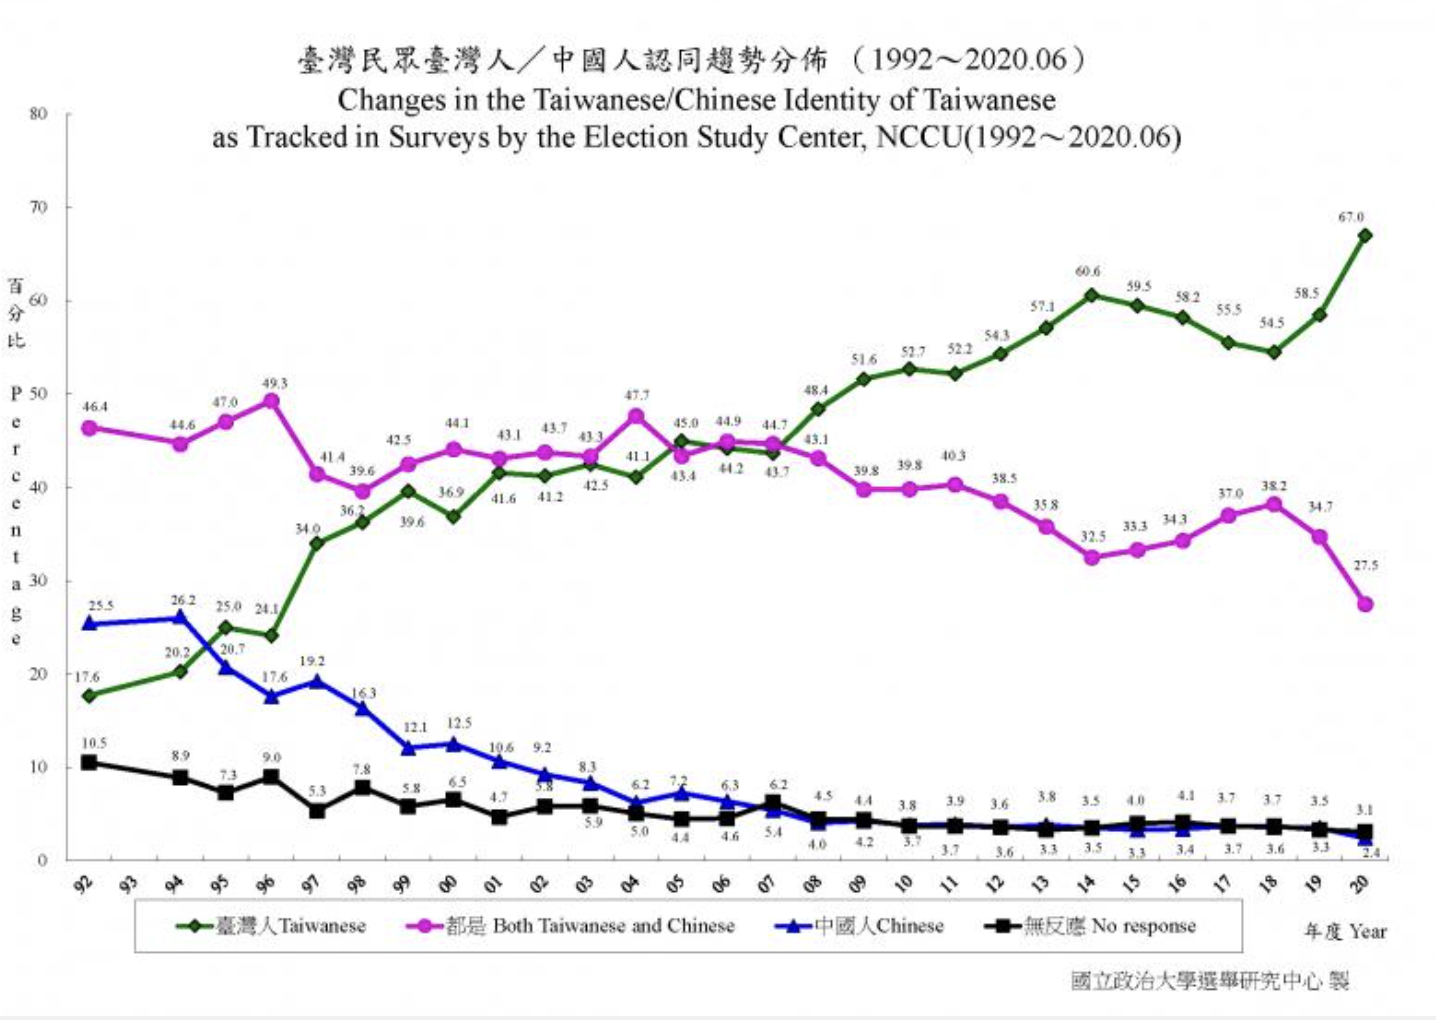 臺灣民眾臺灣人／中國人認同趨勢分佈 （1992～2020.06）
Changes in the Taiwanese/Chinese Identity of Taiwanese
as Tracked in Surveys by the Election Study Center, NCCU(1992～2020.06)
百分比 Percentage
80
70
60
50
40
30
20
10
0
17.6 20.2 25.0 24.1 34.0 36.2 39.6 36.9 41.6 41.2 42.5 41.1 45.0 44.2 43.7 48.4 51.6 52.7 52.2 54.3 57.1 60.6 59.5 58.2 55.5 54.5 58.5 67.0
46.4 44.6 47.0 49.3 41.4 39.6 42.5 44.1 43.1 43.7 43.3 47.7 43.4 44.9 44.7 43.1 39.8 39.8 40.3 38.5 35.8 32.5 33.3 34.3 37.0 38.2 34.7 27.5
25.5 26.2 20.7 17.6 19.2 16.3 12.1 12.5 10.6 9.2 8.3 6.2 7.2 6.3 5.4 4.0 4.2 3.8 3.9 3.6 3.8 3.5 3.3 3.4 3.7 3.7 3.5 2.4
10.5 8.9 7.3 9.0 5.3 7.8 5.8 6.5 4.7 5.8 5.9 5.0 4.4 4.6 6.2 4.5 4.4 3.7 3.7 3.6 3.3 3.5 4.0 4.1 3.7 3.6 3.3 3.1
92 93 94 95 96 97 98 99 00 01 02 03 04 05 06 07 08 09 10 11 12 13 14 15 16 17 18 19 20
臺灣人Taiwanese 都是 Both Taiwanese and Chinese 中國人Chinese 無反應 No response
年度 Year
國立政治大學選舉研究中心 製